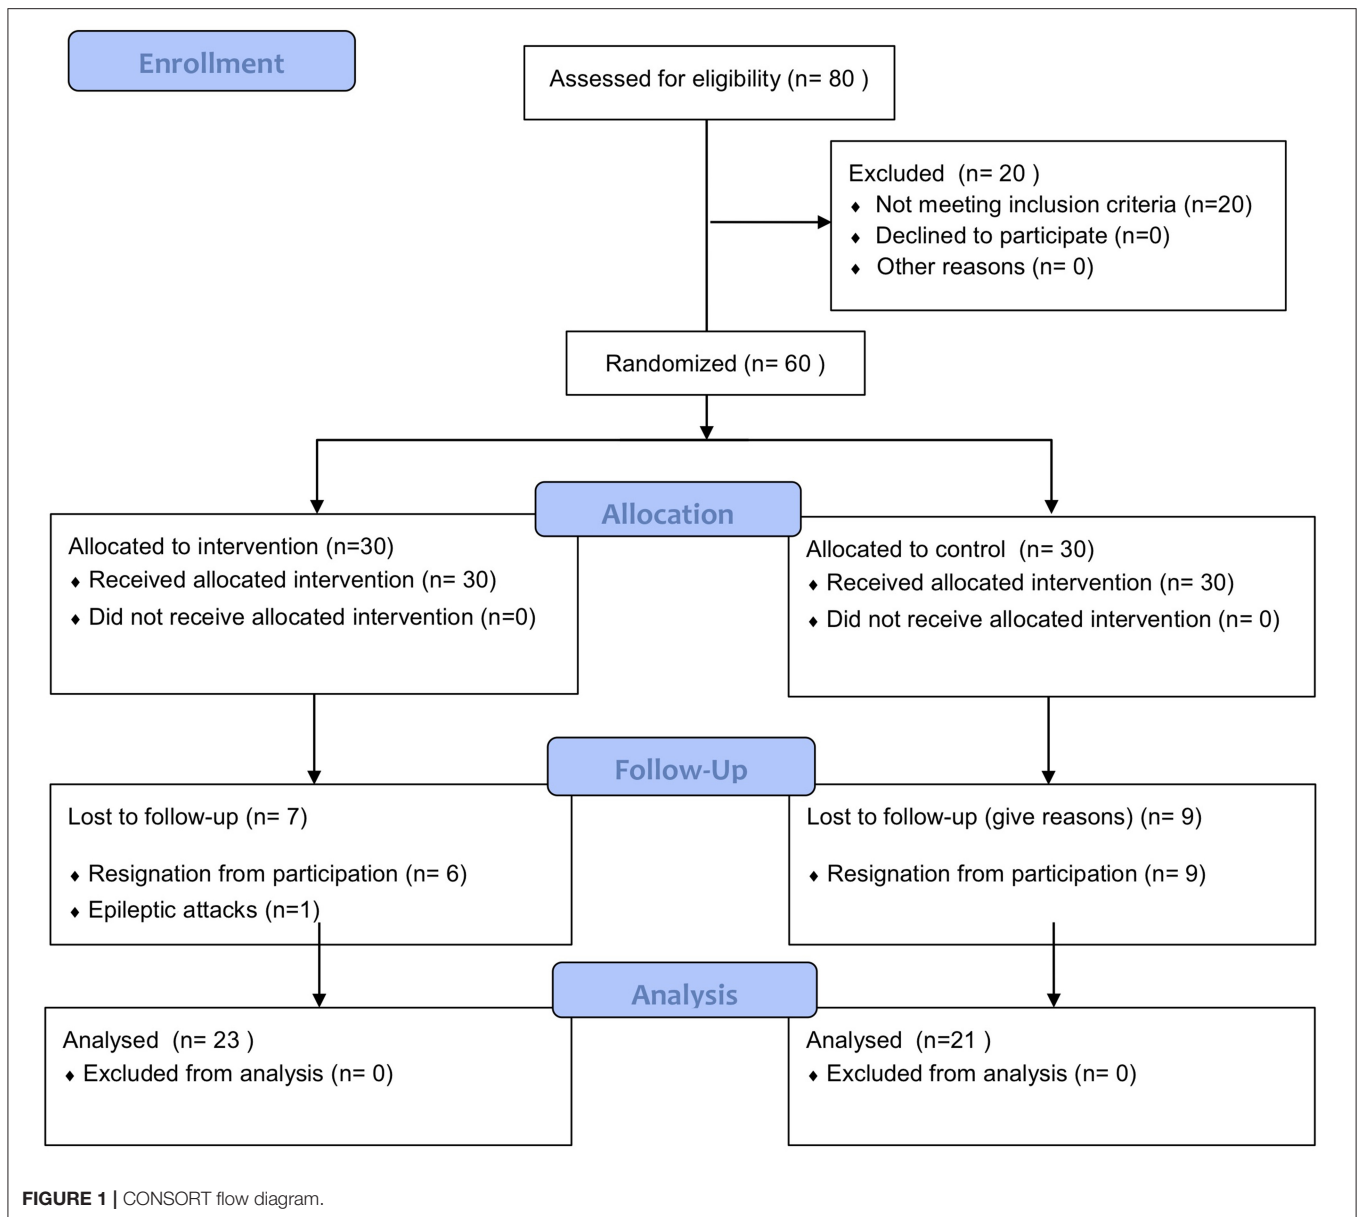 Enrollment
Assessed for eligibility (n= 80 )
Excluded  (n= 20 )
♦ Not meeting inclusion criteria (n=20)
♦ Declined to participate (n=0)
♦ Other reasons (n= 0)
Randomized (n= 60 )
Allocation
Allocated to intervention (n=30)
♦ Received allocated intervention (n= 30)
♦ Did not receive allocated intervention (n=0)
Allocated to control  (n= 30)
♦ Received allocated intervention (n= 30)
♦ Did not receive allocated intervention (n= 0)
Follow-Up
Lost to follow-up (n= 7)
♦ Resignation from participation (n= 6)
♦ Epileptic attacks (n=1)
Lost to follow-up (give reasons) (n= 9)
♦ Resignation from participation (n= 9)
Analysis
Analysed  (n= 23 )
♦ Excluded from analysis (n= 0)
Analysed  (n=21 )
♦ Excluded from analysis (n= 0)
FIGURE 1 | CONSORT flow diagram.